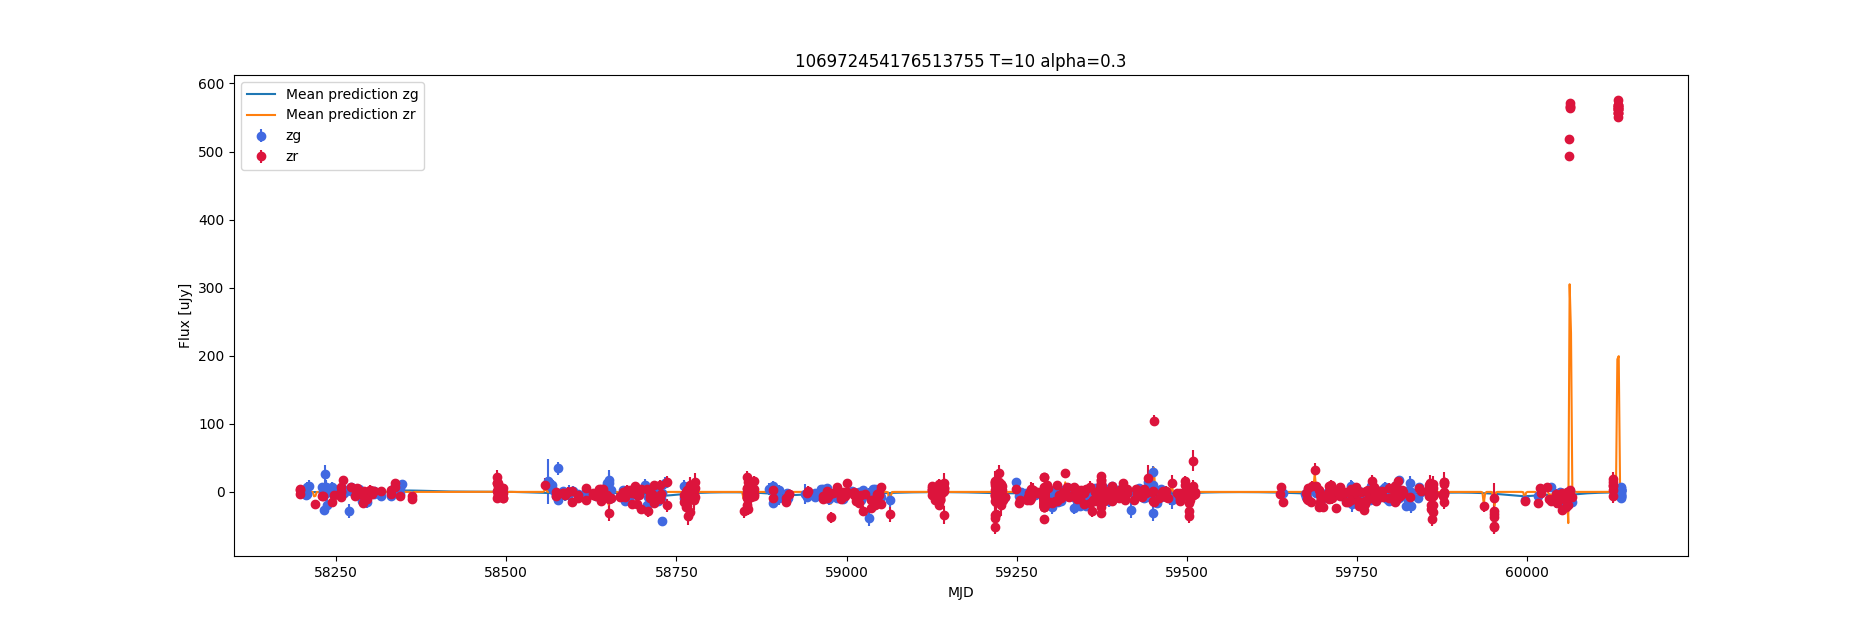 106972454176513755 T=10 alpha=0.3
Mean prediction zg
Mean prediction zr
zg
zr
600
500
400
300
200
100
0
Flux [uJy]
58250 58500 58750 59000 59250 59500 59750 60000
MJD